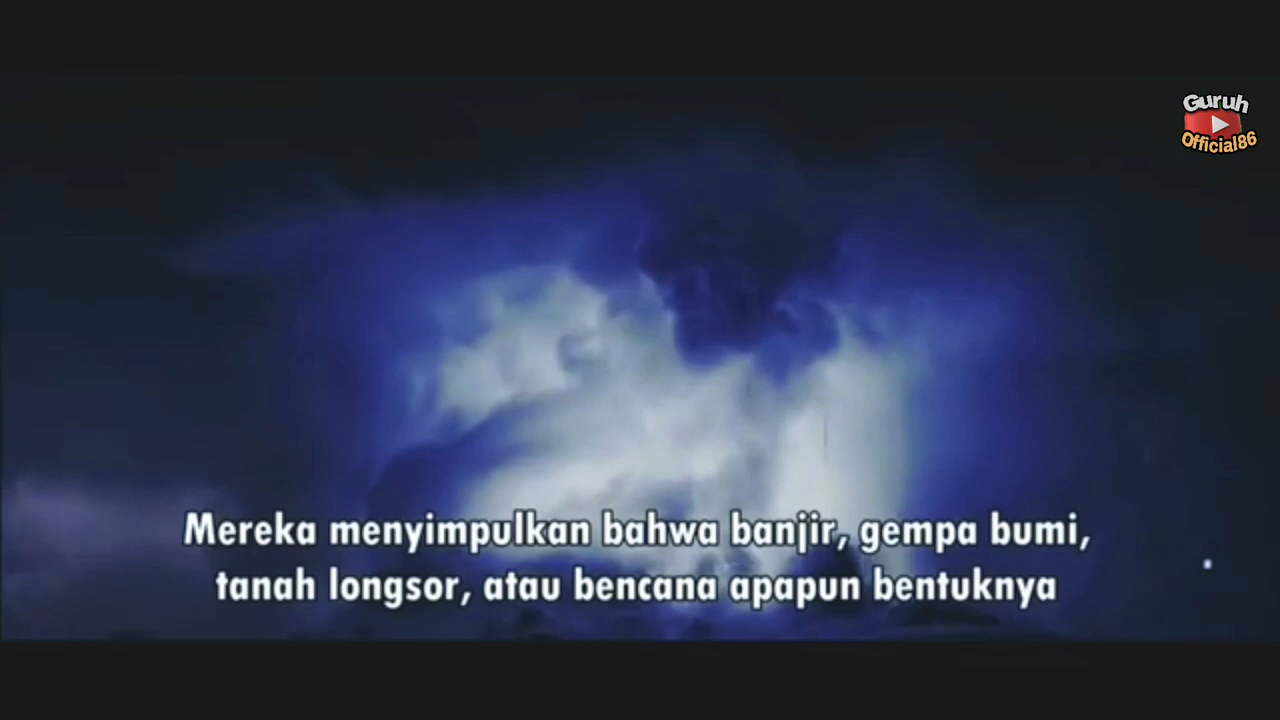 Guruh
Official86
Mereka menyimpulkan bahwa banjir, gempa bumi,
tanah longsor, atau bencana apapun bentuknya